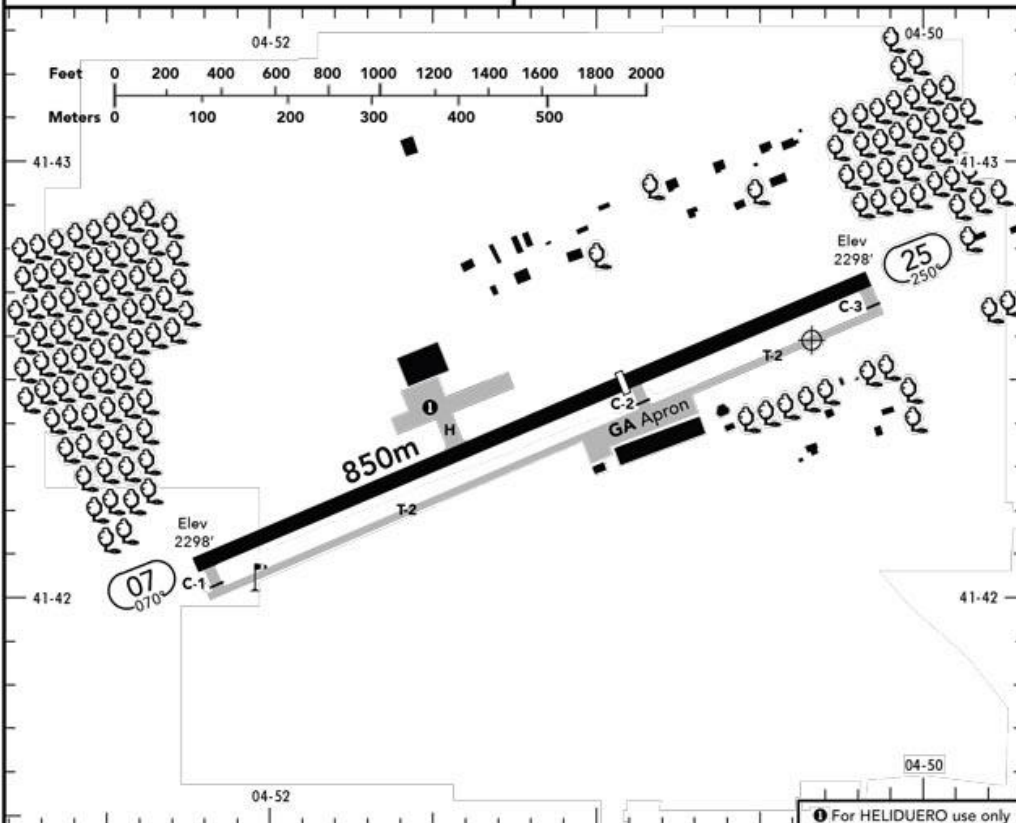 04-52
04-50
Feet 0 200 400 600 800 1000 1200 1400 1600 1800 2000
Meters 0 100 200 300 400 500
41-43
41-43
Elev
2298'
25
250°
C-3
T-2
C-2
GA Apron
1
H
850m
T-2
Elev
2298'
C-1
07
070°
41-42
41-42
04-50
04-52
1 For HELIDUERO use only